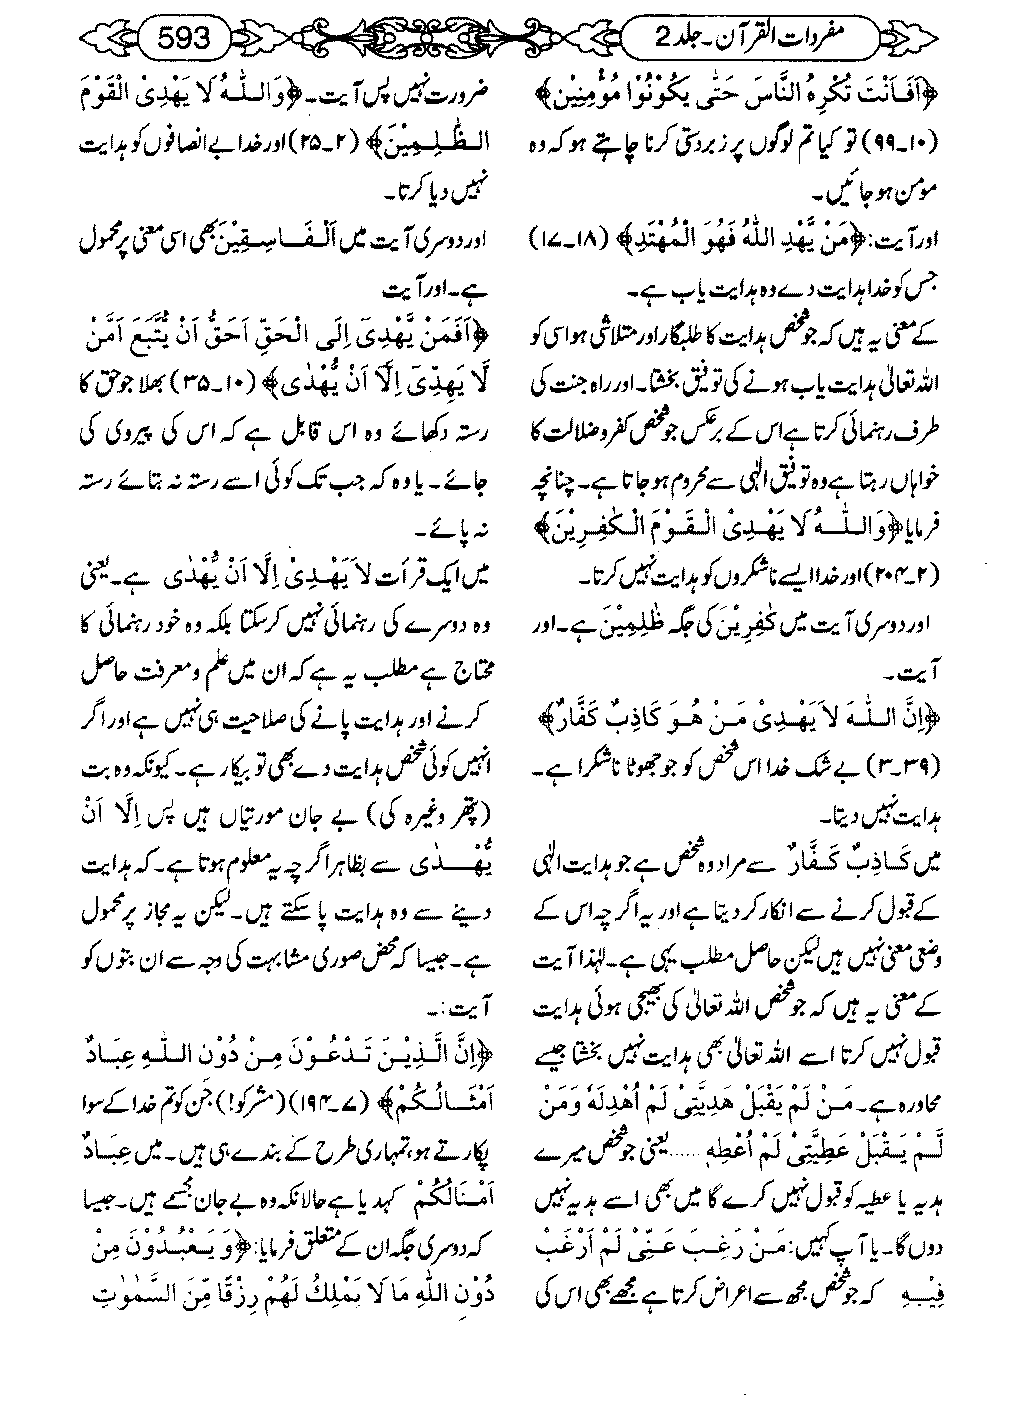 مفردات القرآن۔جلد 2
593
﴿اَفَاَنْتَ تُكْرِهُ النَّاسَ حَتّٰى يَكُوْنُوْا مُؤْمِنِيْنَ﴾
(۱۰۔۹۹) تو کیا تم لوگوں پر زبردستی کرنا چاہتے ہو کہ وہ
مومن ہو جائیں۔
اور آیت: ﴿مَنْ يَّهْدِ اللّٰهُ فَهُوَ الْمُهْتَدِ﴾ (۱۸۔۱۷)
جس کو خدا ہدایت دے وہ ہدایت یاب ہے۔
کے معنی یہ ہیں کہ جو شخص ہدایت کا طلبگار اور متلاشی ہو اسی کو
اللہ تعالیٰ ہدایت یاب ہونے کی توفیق بخشتا۔ اور راہ جنت کی
طرف رہنمائی کرتا ہے اس کے برعکس جو شخص کفر و ضلالت کا
خواہاں رہتا ہے وہ توفیق الٰہی سے محروم ہو جاتا ہے۔ چنانچہ
فرمایا ﴿وَاللّٰهُ لَا يَهْدِىْ الْقَوْمَ الْكٰفِرِيْنَ﴾
(۲۔۲۰۴) اور خدا ایسے ناشکروں کو ہدایت نہیں کرتا۔
اور دوسری آیت میں كٰفِرِيْنَ کی جگہ ظٰلِمِيْنَ ہے۔ اور
آیت۔
﴿اِنَّ اللّٰهَ لَا يَهْدِىْ مَنْ هُوَ كَاذِبٌ كَفَّارٌ﴾
(۳۹۔۳) بے شک خدا اس شخص کو جو جھوٹا ناشکرا ہے۔
ہدایت نہیں دیتا۔
میں كَاذِبٌ كَفَّارٌ سے مراد وہ شخص ہے جو ہدایت الٰہی
کے قبول کرنے سے انکار کر دیتا ہے اور یہ اگرچہ اس کے
وضعی معنی نہیں ہیں لیکن حاصل مطلب یہی ہے۔ لہٰذا آیت
کے معنی یہ ہیں کہ جو شخص اللہ تعالیٰ کی بھیجی ہوئی ہدایت
قبول نہیں کرتا اسے اللہ تعالیٰ بھی ہدایت نہیں بخشتا جیسے
محاورہ ہے۔ مَنْ لَمْ يَقْبَلْ هَدِيَّتِىْ لَمْ اُهْدِلَهٗ وَمَنْ
لَّمْ يَقْبَلْ عَطِيَّتِىْ لَمْ اُعْطِهٖ ..... یعنی جو شخص میرے
ہدیہ یا عطیہ کو قبول نہیں کرے گا میں بھی اسے ہدیہ نہیں
دوں گا۔ یا آپ کہیں: مَنْ رَغِبَ عَنِّىْ لَمْ اَرْغَبْ
فِيْهِ کہ جو شخص مجھ سے اعراض کرتا ہے مجھے بھی اس کی
ضرورت نہیں پس آیت۔ ﴿وَاللّٰهُ لَا يَهْدِى الْقَوْمَ
الظّٰلِمِيْنَ﴾ (۲۔۲۵) اور خدا بے انصافوں کو ہدایت
نہیں دیا کرتا۔
اور دوسری آیت میں اَلْفَاسِقِيْنَ بھی اسی معنی پر محمول
ہے۔ اور آیت
﴿اَفَمَنْ يَّهْدِىْ اِلَى الْحَقِّ اَحَقُّ اَنْ يُّتَّبَعَ اَمَّنْ
لَّا يَهِدِّىْ اِلَّا اَنْ يُّهْدٰى﴾ (۱۰۔۳۵) بھلا جو حق کا
رستہ دکھائے وہ اس قابل ہے کہ اس کی پیروی کی
جائے۔ یا وہ کہ جب تک کوئی اسے رستہ نہ بتائے رستہ
نہ پائے۔
میں ایک قرأت لَا يَهْدِىْ اِلَّا اَنْ يُّهْدٰى ہے۔ یعنی
وہ دوسرے کی رہنمائی نہیں کر سکتا بلکہ وہ خود رہنمائی کا
محتاج ہے مطلب یہ ہے کہ ان میں علم و معرفت حاصل
کرنے اور ہدایت پانے کی صلاحیت ہی نہیں ہے اور اگر
انہیں کوئی شخص ہدایت دے بھی تو بیکار ہے۔ کیونکہ وہ بت
(پتھر وغیرہ کی) بے جان مورتیاں ہیں پس اِلَّا اَنْ
يُّهْدٰى سے بظاہر اگرچہ یہ معلوم ہوتا ہے۔ کہ ہدایت
دینے سے وہ ہدایت پا سکتے ہیں۔ لیکن یہ مجاز پر محمول
ہے۔ جیسا کہ محض صوری مشابہت کی وجہ سے ان بتوں کو
آیت:۔
﴿اِنَّ الَّذِيْنَ تَدْعُوْنَ مِنْ دُوْنِ اللّٰهِ عِبَادٌ
اَمْثَالُكُمْ﴾ (۷۔۱۹۴) (مشرکو!) جن کو تم خدا کے سوا
پکارتے ہو، تمہاری طرح کے بندے ہی ہیں۔ میں عِبَادٌ
اَمْثَالُكُمْ کہدیا ہے حالانکہ وہ بے جان مجسمے ہیں۔ جیسا
کہ دوسری جگہ ان کے متعلق فرمایا: ﴿وَيَعْبُدُوْنَ مِنْ
دُوْنِ اللّٰهِ مَا لَا يَمْلِكُ لَهُمْ رِزْقًا مِّنَ السَّمٰوٰتِ